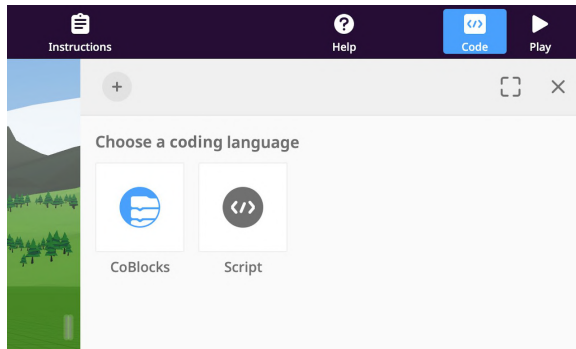 Instructions
Help
Code
Play
Choose a coding language
CoBlocks
Script